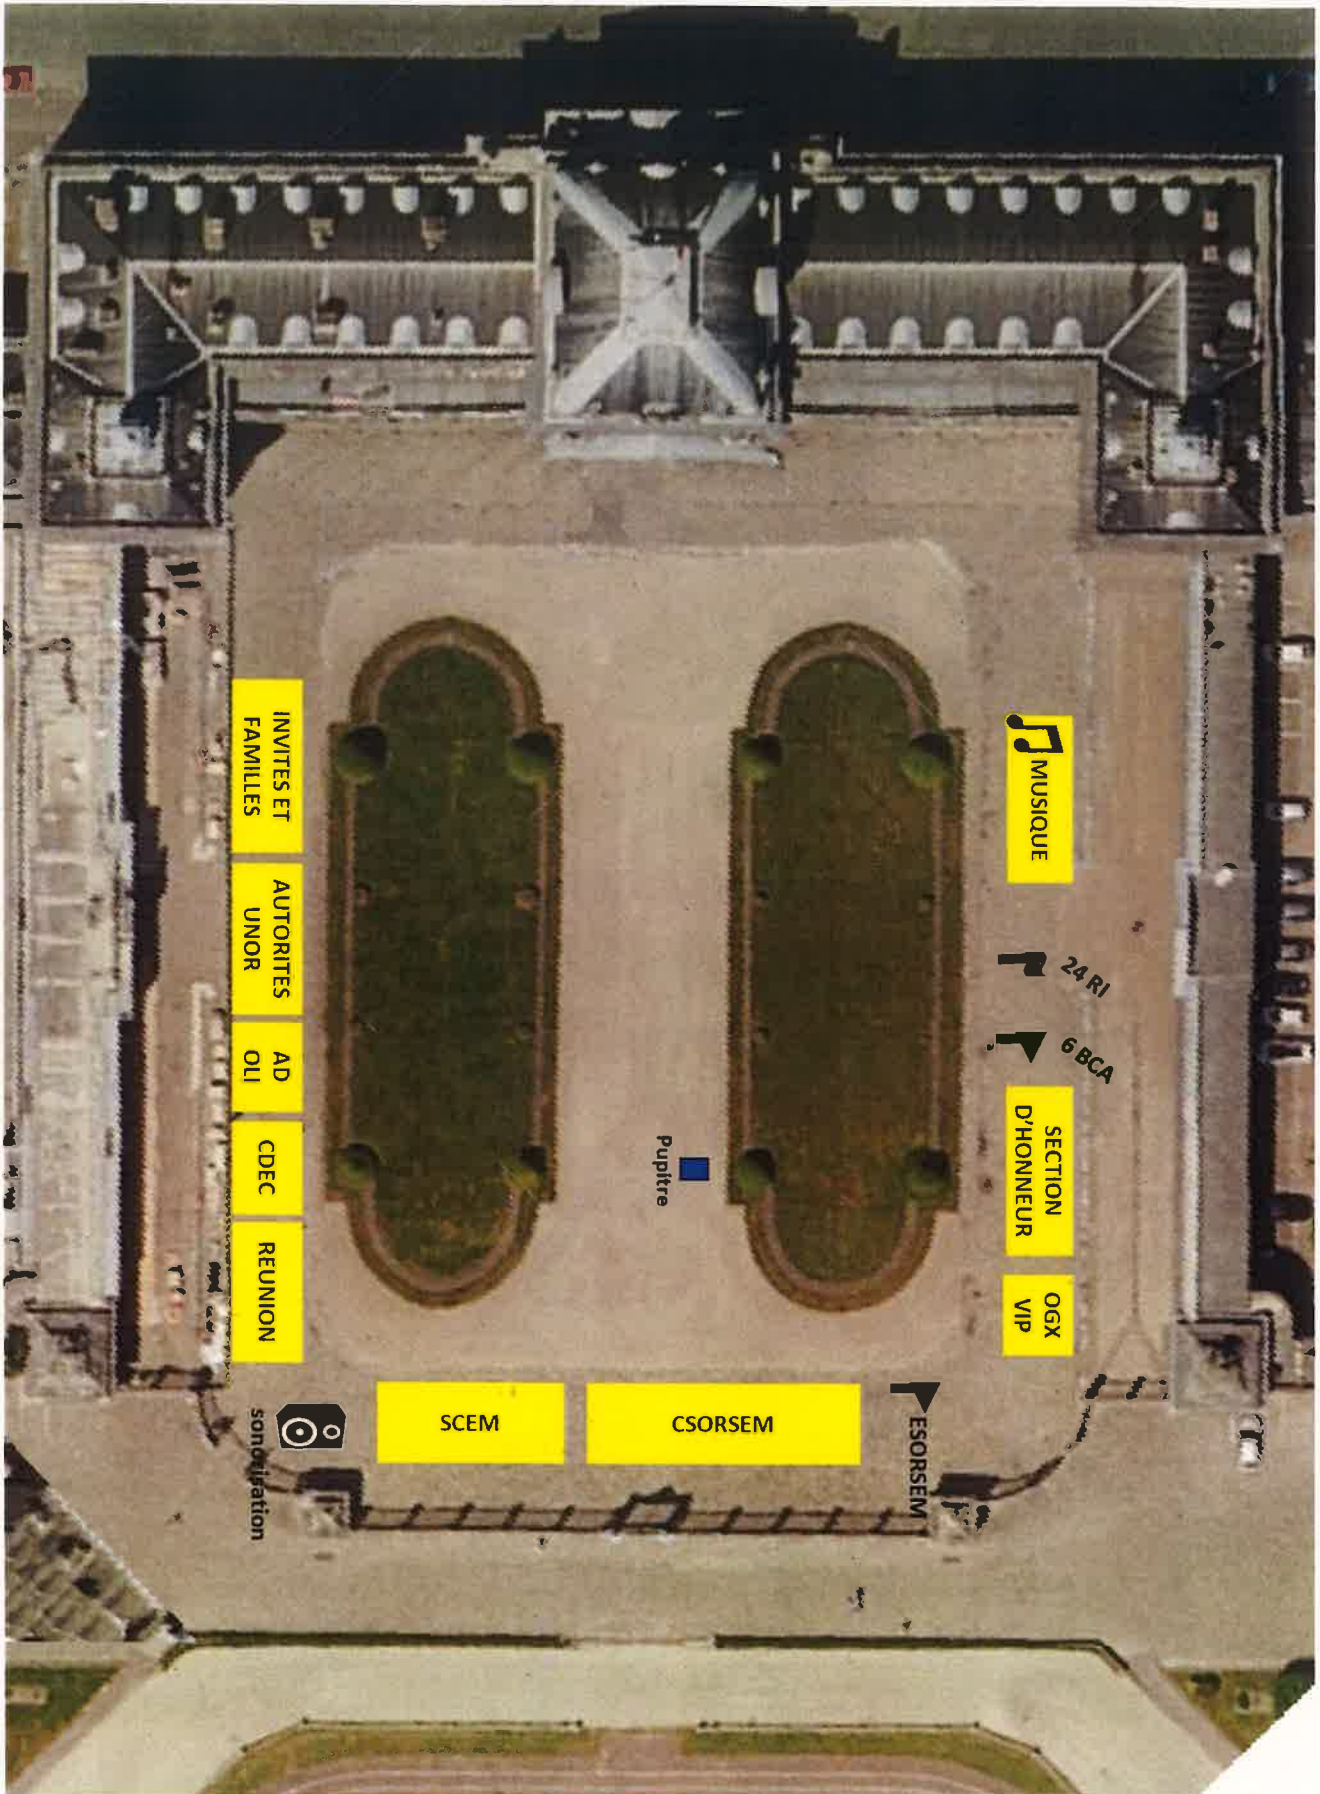 INVITES ET
FAMILLES
AUTORITES
UNOR
AD
OLI
CDEC
REUNION
MUSIQUE
24 RI
6 BCA
SECTION
D'HONNEUR
OGX
VIP
Pupitre
sonorisation
SCEM
CSORSEM
ESORSEM